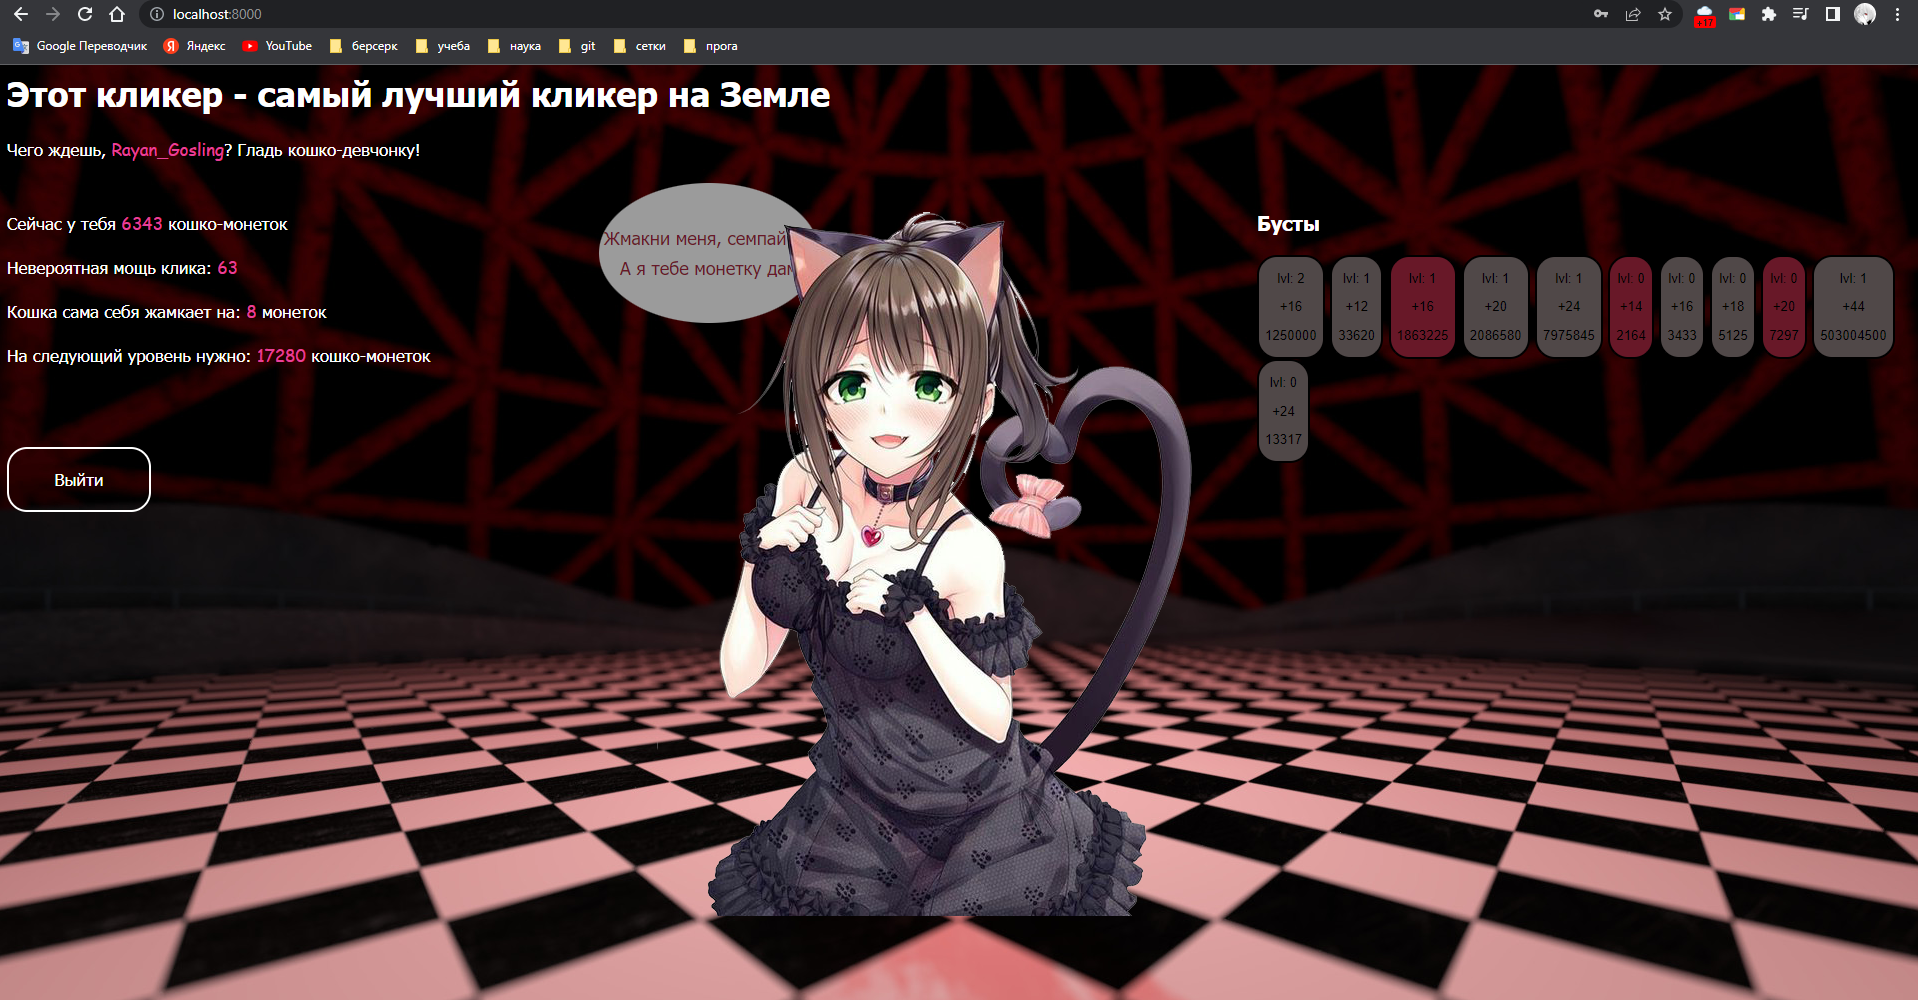 localhost:8000
+17
Google Переводчик Яндекс YouTube берсерк учеба наука git сетки прога
Этот кликер - самый лучший кликер на Земле
Чего ждешь, Rayan_Gosling? Гладь кошко-девчонку!
Сейчас у тебя 6343 кошко-монеток
Невероятная мощь клика: 63
Кошка сама себя жамкает на: 8 монеток
На следующий уровень нужно: 17280 кошко-монеток
Выйти
Жмакни меня, семпай
А я тебе монетку дам
Бусты
lvl: 2 lvl: 1 lvl: 1 lvl: 1 lvl: 1 lvl: 0 lvl: 0 lvl: 0 lvl: 0 lvl: 1
+16 +12 +16 +20 +24 +14 +16 +18 +20 +44
1250000 33620 1863225 2086580 7975845 2164 3433 5125 7297 503004500
lvl: 0
+24
13317